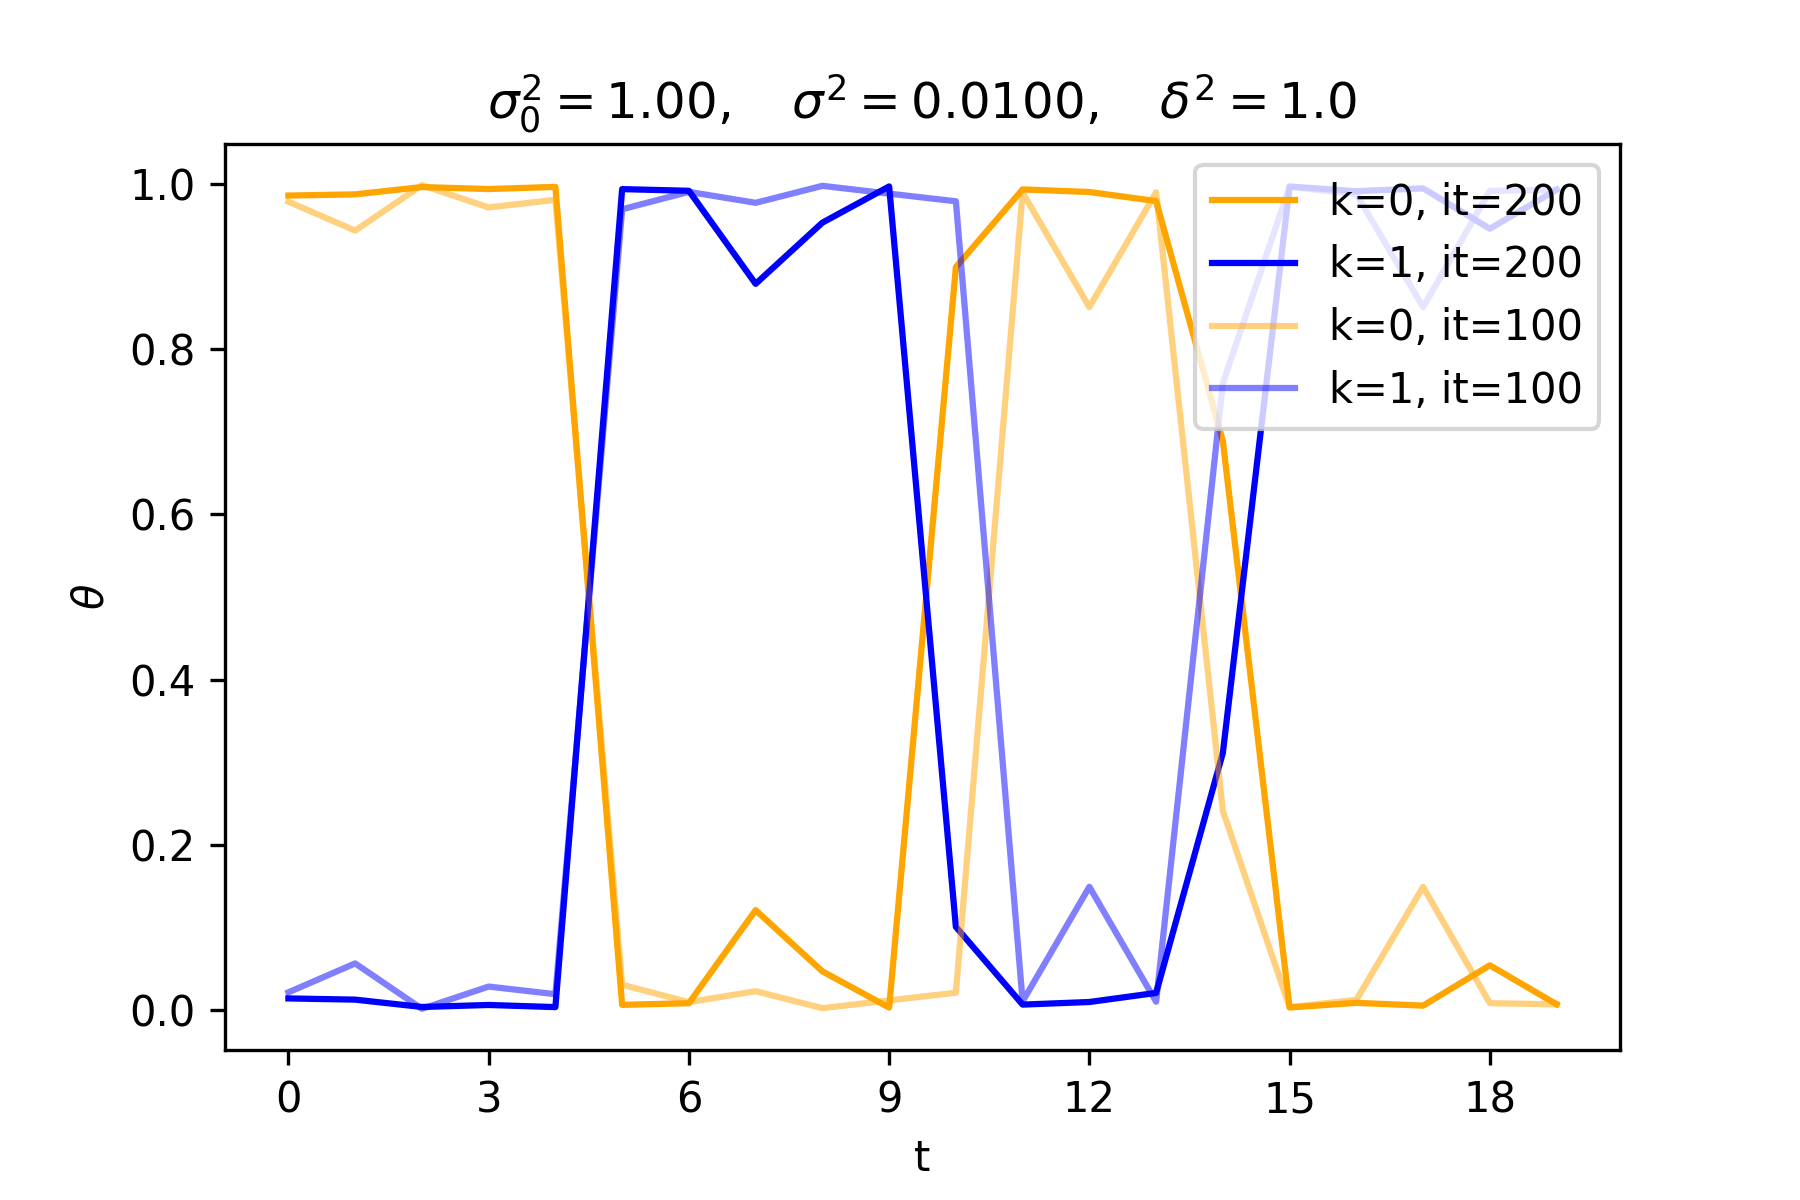 σ₀² = 1.00, σ² = 0.0100, δ² = 1.0
1.0
0.8
0.6
0.4
0.2
0.0
θ
k=0, it=200
k=1, it=200
k=0, it=100
k=1, it=100
0 3 6 9 12 15 18
t